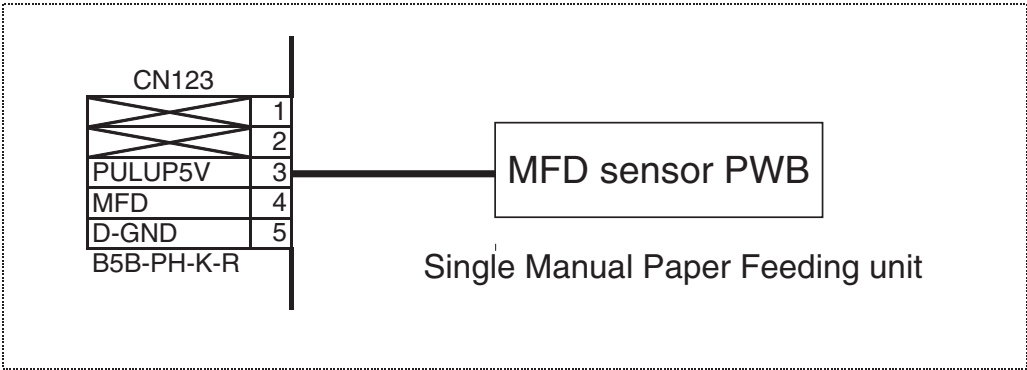 CN123
1
2
PULUP5V 3
MFD 4
D-GND 5
B5B-PH-K-R
MFD sensor PWB
Single Manual Paper Feeding unit